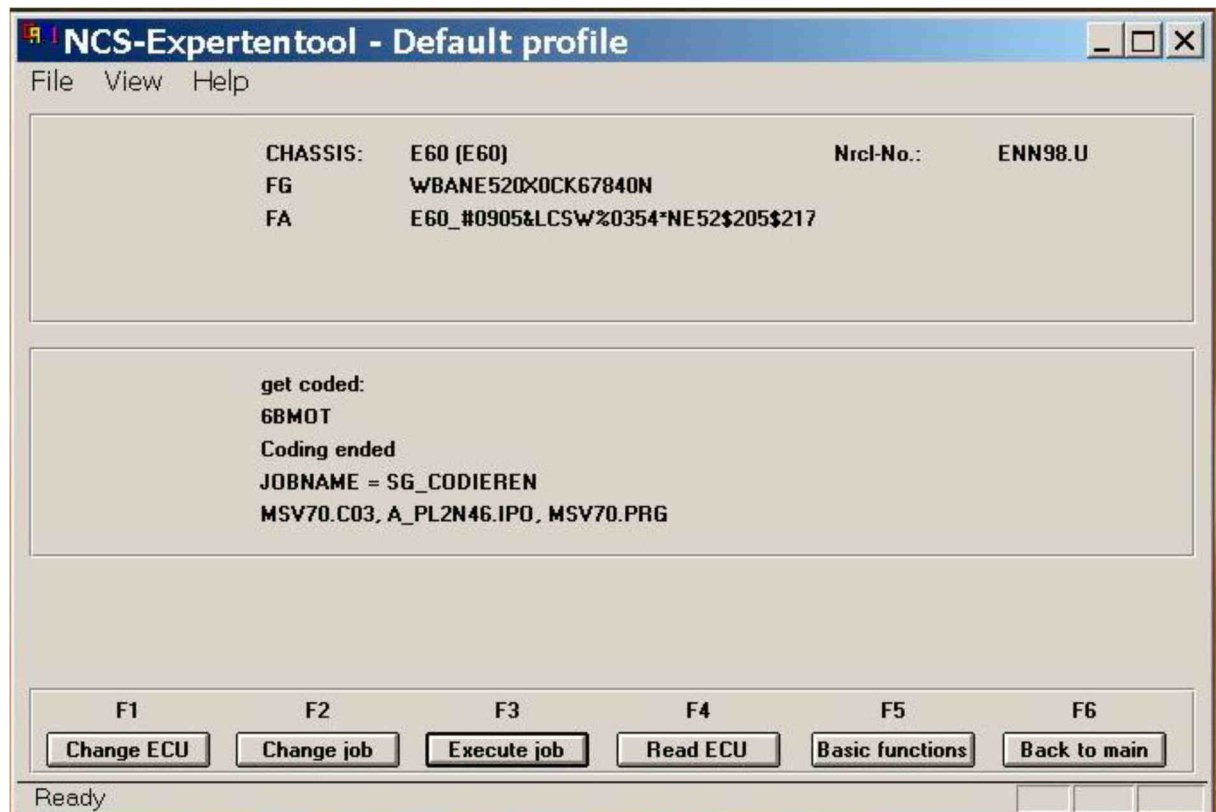 NCS-Expertentool - Default profile
File View Help
CHASSIS: E60 (E60) Nrcl-No.: ENN98.U
FG WBANE520X0CK67840N
FA E60_#0905&LCSW%0354*NE52$205$217
get coded:
6BMOT
Coding ended
JOBNAME = SG_CODIEREN
MSV70.C03, A_PL2N46.IPO, MSV70.PRG
F1 F2 F3 F4 F5 F6
Change ECU Change job Execute job Read ECU Basic functions Back to main
Ready